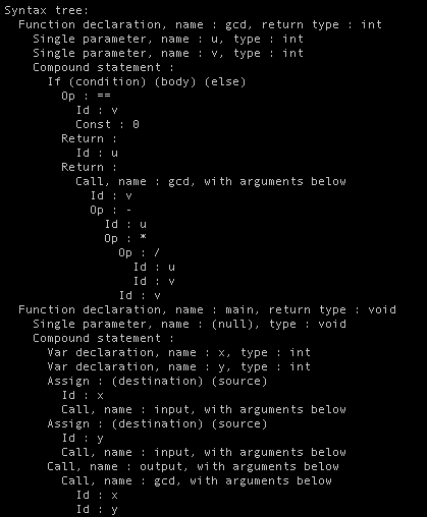 Syntax tree:
  Function declaration, name : gcd, return type : int
    Single parameter, name : u, type : int
    Single parameter, name : v, type : int
    Compound statement :
      If (condition) (body) (else)
        Op : ==
          Id : v
          Const : 0
        Return :
          Id : u
        Return :
          Call, name : gcd, with arguments below
            Id : v
            Op : -
              Id : u
              Op : *
                Op : /
                  Id : u
                  Id : v
                Id : v
  Function declaration, name : main, return type : void
    Single parameter, name : (null), type : void
    Compound statement :
      Var declaration, name : x, type : int
      Var declaration, name : y, type : int
      Assign : (destination) (source)
        Id : x
        Call, name : input, with arguments below
      Assign : (destination) (source)
        Id : y
        Call, name : input, with arguments below
      Call, name : output, with arguments below
        Call, name : gcd, with arguments below
          Id : x
          Id : y